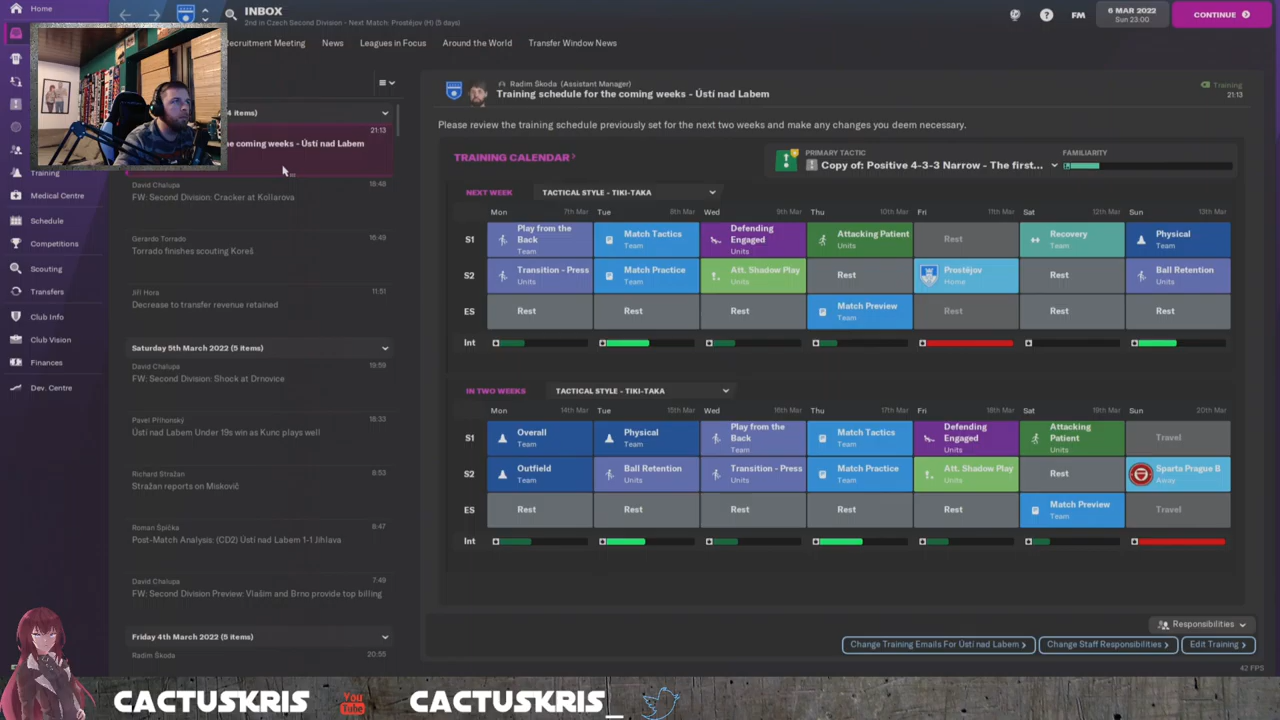 Home
INBOX
2nd in Czech Second Division - Next Match: Prostějov (H) (5 days)
FM
6 MAR 2022
Sun 23:00
CONTINUE
Recruitment Meeting
News
Leagues in Focus
Around the World
Transfer Window News
Training
Medical Centre
Schedule
Competitions
Scouting
Transfers
Club Info
Club Vision
Finances
Dev. Centre
4 items)
21:13
e coming weeks - Ústí nad Labem
David Chalupa
18:48
FW: Second Division: Cracker at Kollarova
Gerardo Torrado
16:49
Torrado finishes scouting Koreš
Jiří Hora
11:51
Decrease to transfer revenue retained
Saturday 5th March 2022 (5 items)
David Chalupa
19:59
FW: Second Division: Shock at Drnovice
Pavel Příhonský
18:33
Ústí nad Labem Under 19s win as Kunc plays well
Richard Stražan
8:53
Stražan reports on Miskovič
Roman Špička
8:47
Post-Match Analysis: (CD2) Ústí nad Labem 1-1 Jihlava
David Chalupa
7:49
FW: Second Division Preview: Vlašim and Brno provide top billing
Friday 4th March 2022 (5 items)
Radim Škoda
20:55
Radim Škoda (Assistant Manager)
Training schedule for the coming weeks - Ústí nad Labem
Training
21:13
Please review the training schedule previously set for the next two weeks and make any changes you deem necessary.
TRAINING CALENDAR
PRIMARY TACTIC
Copy of: Positive 4-3-3 Narrow - The first...
FAMILIARITY
NEXT WEEK
TACTICAL STYLE - TIKI-TAKA
Mon 7th Mar Tue 8th Mar Wed 9th Mar Thu 10th Mar Fri 11th Mar Sat 12th Mar Sun 13th Mar
S1
Play from the Back
Team
Match Tactics
Team
Defending Engaged
Units
Attacking Patient
Units
Rest
Recovery
Team
Physical
Team
S2
Transition - Press
Units
Match Practice
Team
Att. Shadow Play
Units
Rest
Prostějov
Home
Rest
Ball Retention
Units
ES
Rest
Rest
Rest
Match Preview
Team
Rest
Rest
Rest
Int
IN TWO WEEKS
TACTICAL STYLE - TIKI-TAKA
Mon 14th Mar Tue 15th Mar Wed 16th Mar Thu 17th Mar Fri 18th Mar Sat 19th Mar Sun 20th Mar
S1
Overall
Team
Physical
Team
Play from the Back
Team
Match Tactics
Team
Defending Engaged
Units
Attacking Patient
Units
Travel
S2
Outfield
Team
Ball Retention
Units
Transition - Press
Units
Match Practice
Team
Att. Shadow Play
Units
Rest
Sparta Prague B
Away
ES
Rest
Rest
Rest
Rest
Rest
Match Preview
Team
Travel
Int
Responsibilities
Change Training Emails For Ústí nad Labem
Change Staff Responsibilities
Edit Training
42 FPS
CACTUSKRIS
You Tube
CACTUSKRIS_